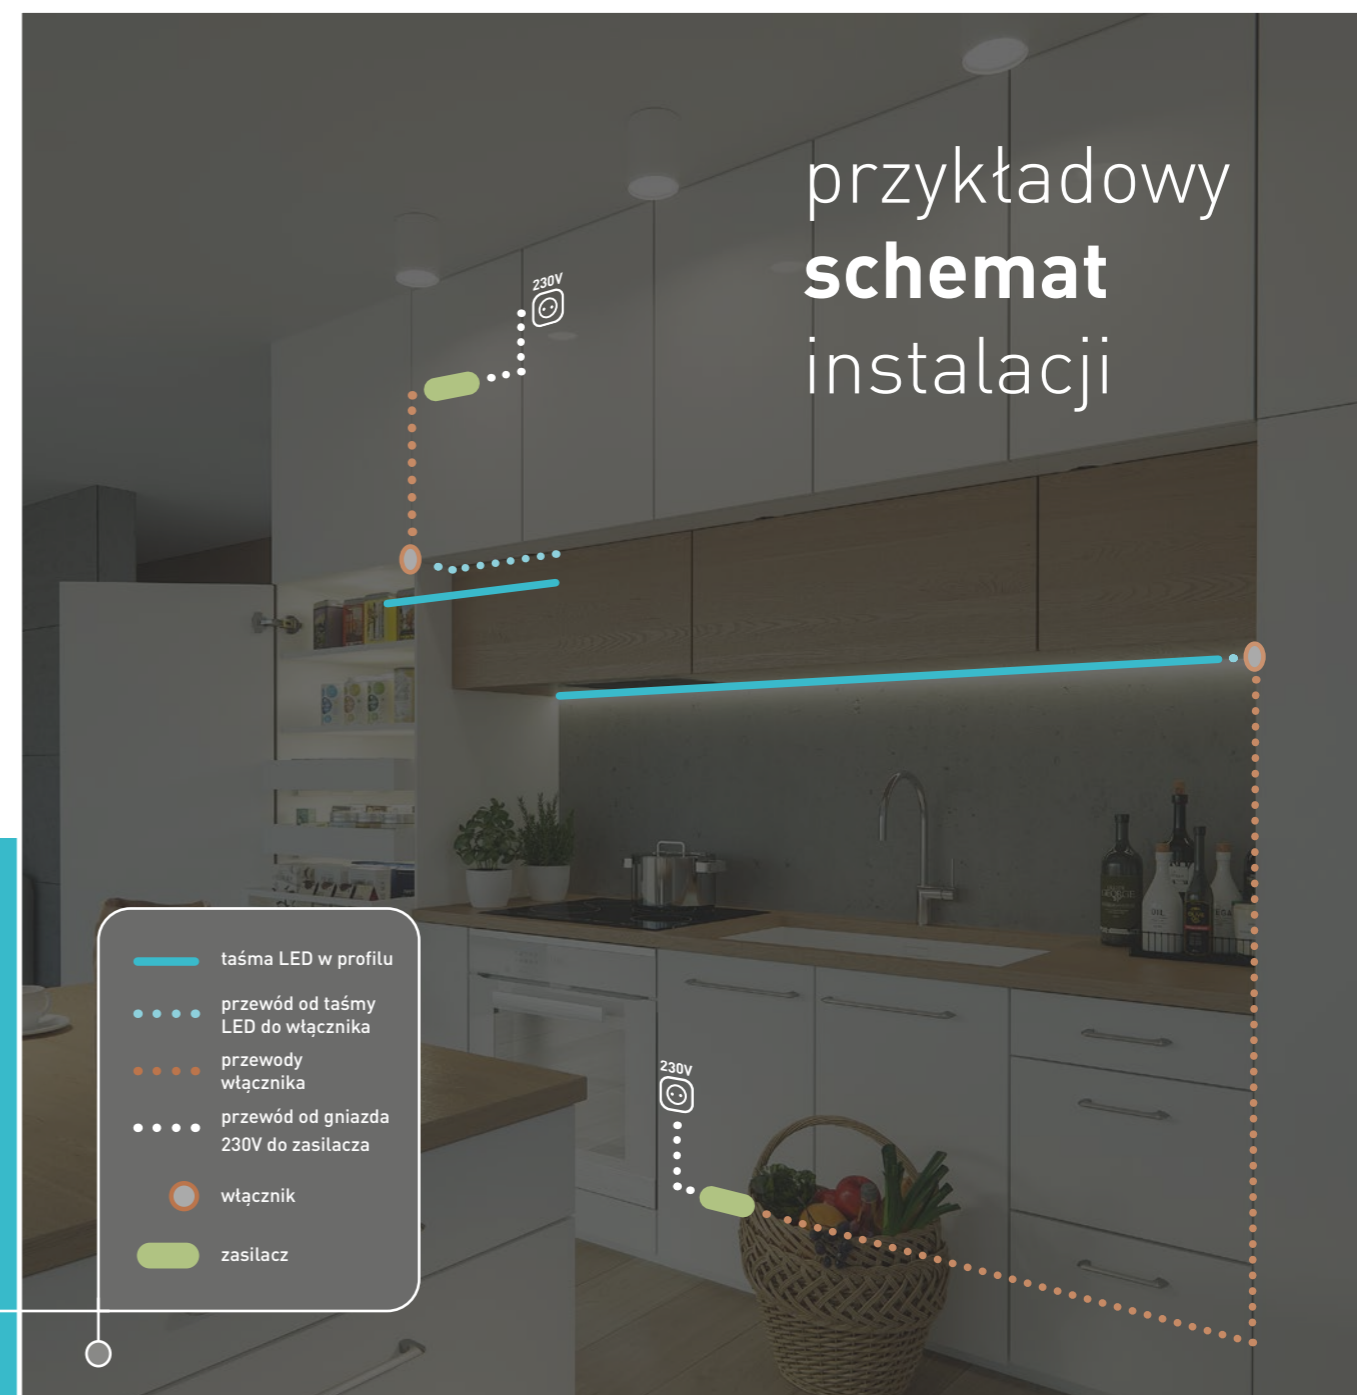 przykładowy
schemat
instalacji
230V
230V
taśma LED w profilu
przewód od taśmy
LED do włącznika
przewody
włącznika
przewód od gniazda
230V do zasilacza
włącznik
zasilacz